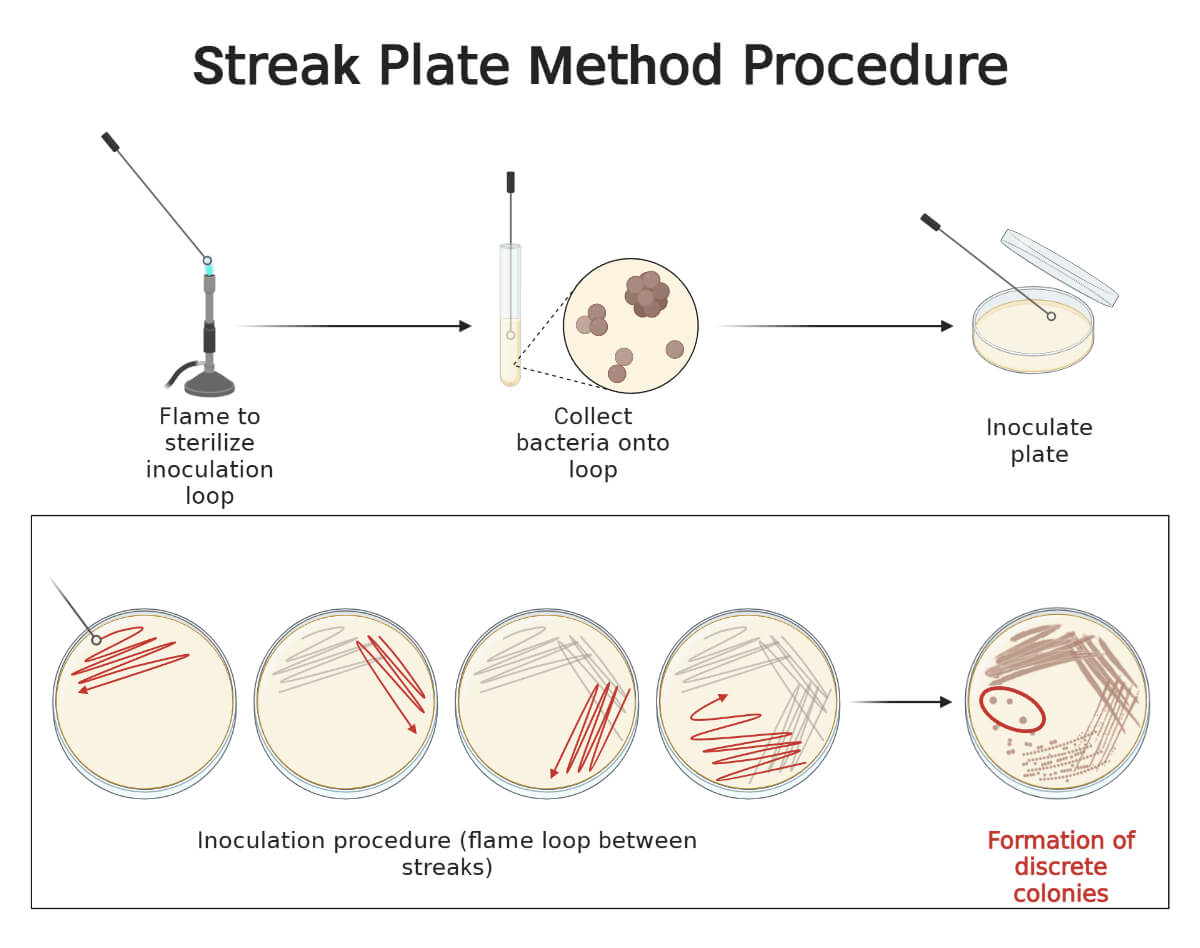 Streak Plate Method Procedure
Flame to
sterilize
inoculation
loop
Collect
bacteria onto
loop
Inoculate
plate
Inoculation procedure (flame loop between
streaks)
Formation of
discrete
colonies